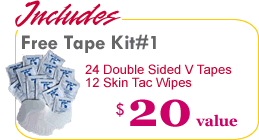 Includes
Free Tape Kit#1
24 Double Sided V Tapes
12 Skin Tac Wipes
$20 value